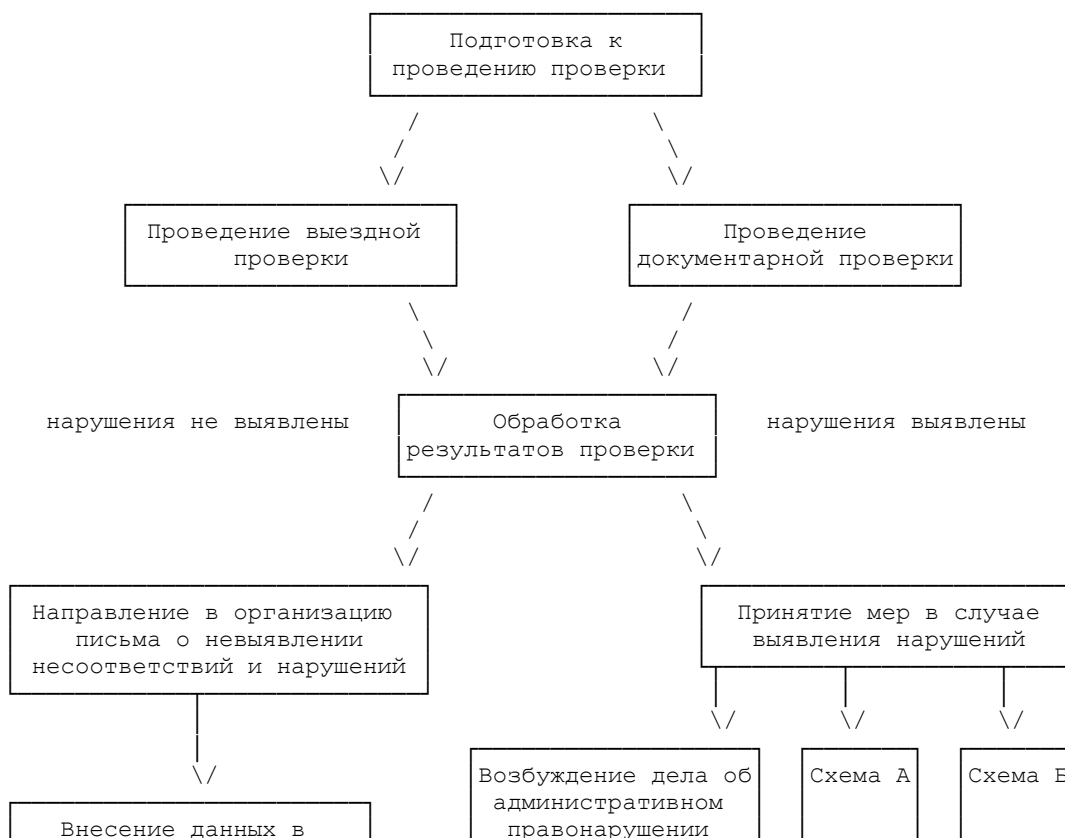 Подготовка к
проведению проверки
Проведение выездной
проверки
Проведение
документарной проверки
нарушения не выявлены
Обработка
результатов проверки
нарушения выявлены
Направление в организацию
письма о невыявлении
несоответствий и нарушений
Принятие мер в случае
выявления нарушений
Возбуждение дела об
административном
правонарушении
Схема А
Схема Б
Внесение данных в